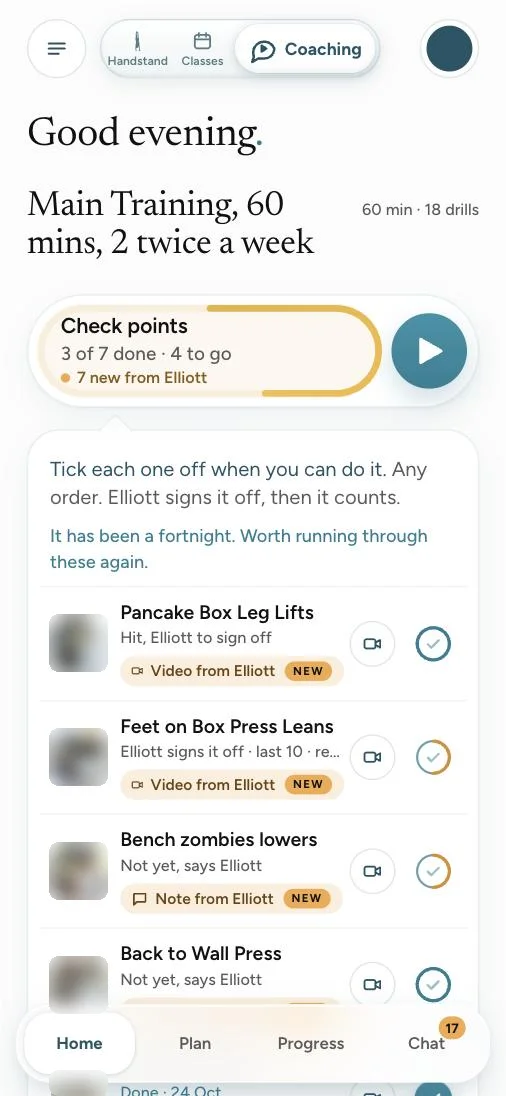 Handstand
Classes
Coaching
Good evening.
Main Training, 60
mins, 2 twice a week
60 min · 18 drills
Check points
3 of 7 done · 4 to go
7 new from Elliott
Tick each one off when you can do it. Any
order. Elliott signs it off, then it counts.
It has been a fortnight. Worth running through
these again.
Pancake Box Leg Lifts
Hit, Elliott to sign off
Video from Elliott NEW
Feet on Box Press Leans
Elliott signs it off · last 10 · re...
Video from Elliott NEW
Bench zombies lowers
Not yet, says Elliott
Note from Elliott NEW
Back to Wall Press
Not yet, says Elliott
Home
Plan
Progress
Chat
17
Done · 24 Oct